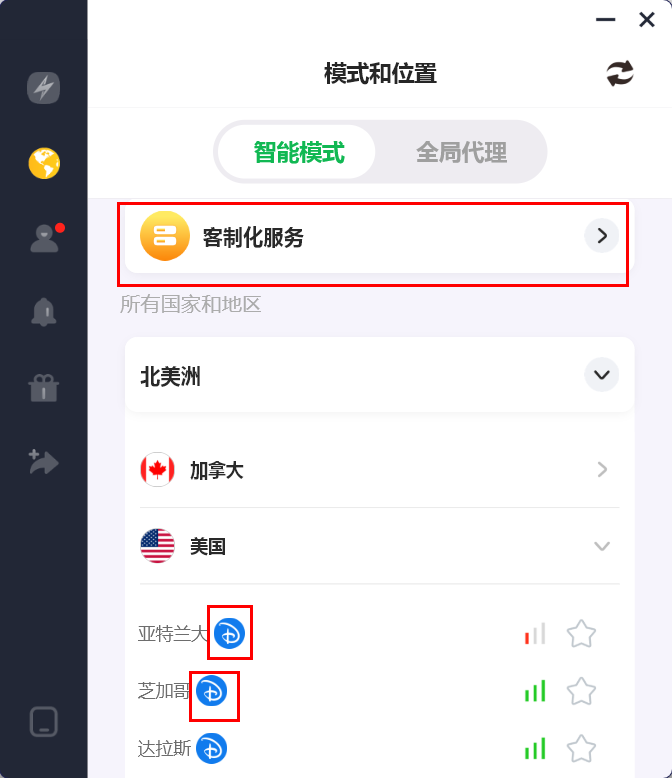 模式和位置
智能模式
全局代理
客制化服务
所有国家和地区
北美洲
加拿大
美国
亚特兰大
芝加哥
达拉斯